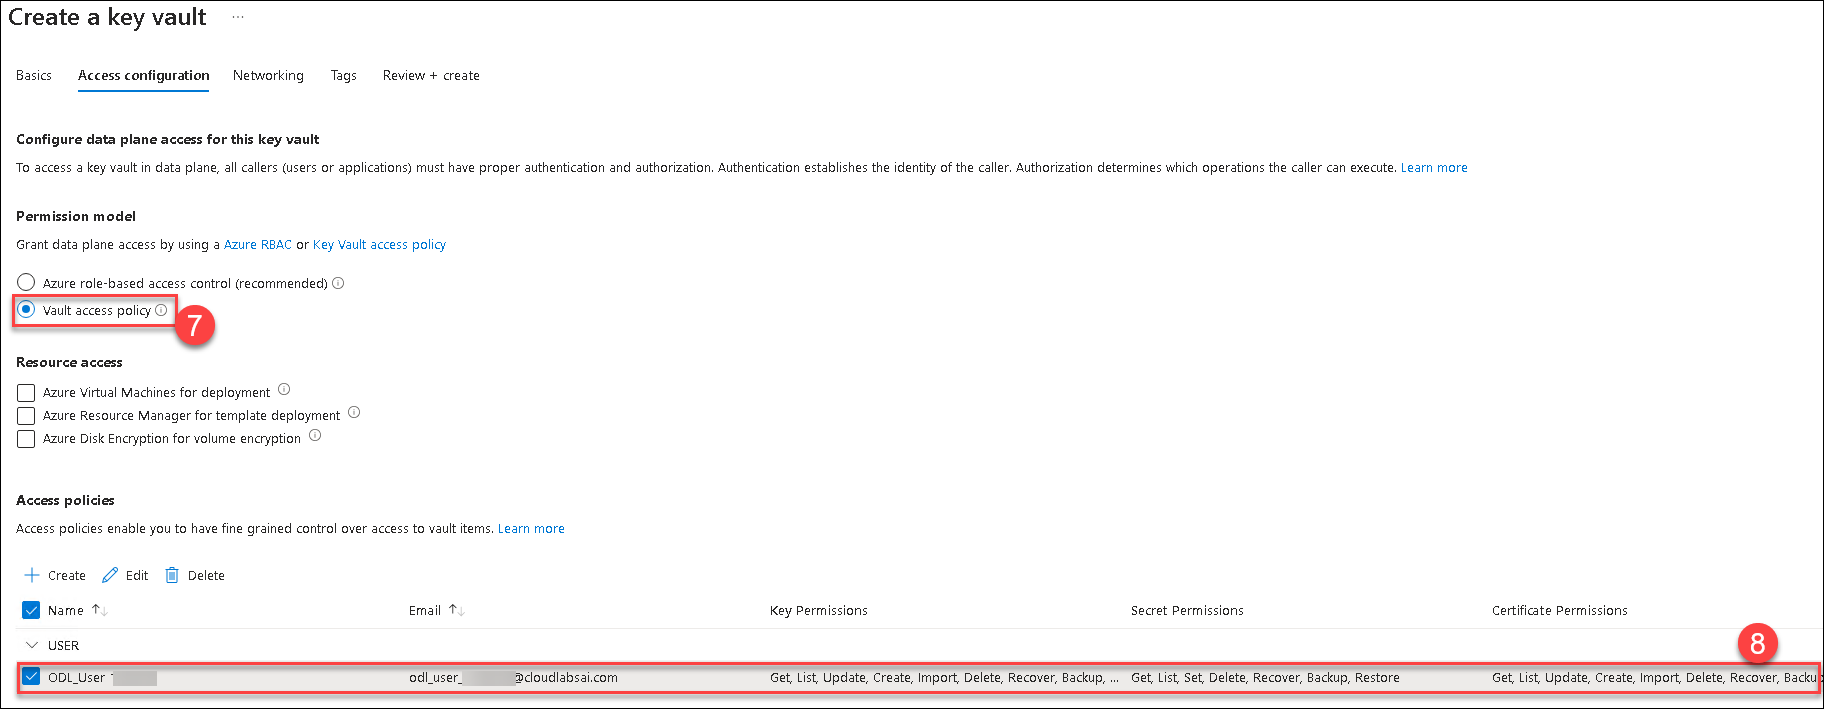 Create a key vault ...
Basics Access configuration Networking Tags Review + create
Configure data plane access for this key vault
To access a key vault in data plane, all callers (users or applications) must have proper authentication and authorization. Authentication establishes the identity of the caller. Authorization determines which operations the caller can execute. Learn more
Permission model
Grant data plane access by using a Azure RBAC or Key Vault access policy
Azure role-based access control (recommended)
Vault access policy
7
Resource access
Azure Virtual Machines for deployment
Azure Resource Manager for template deployment
Azure Disk Encryption for volume encryption
Access policies
Access policies enable you to have fine grained control over access to vault items. Learn more
Create Edit Delete
Name Email Key Permissions Secret Permissions Certificate Permissions
USER
8
ODL_User odl_user_ @cloudlabsai.com Get, List, Update, Create, Import, Delete, Recover, Backup, ... Get, List, Set, Delete, Recover, Backup, Restore Get, List, Update, Create, Import, Delete, Recover, Backu